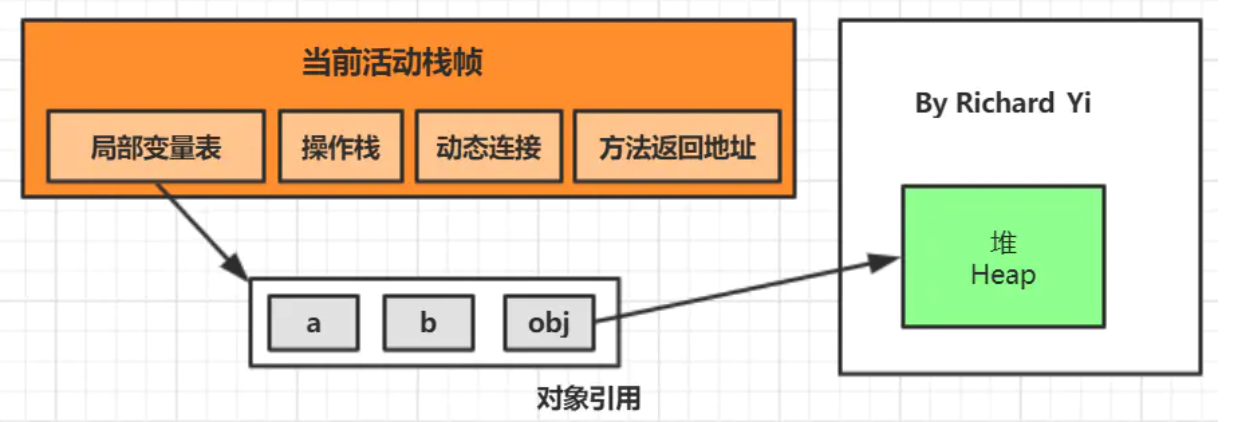 当前活动栈帧
局部变量表
操作栈
动态连接
方法返回地址
By Richard Yi
堆
Heap
a
b
obj
对象引用